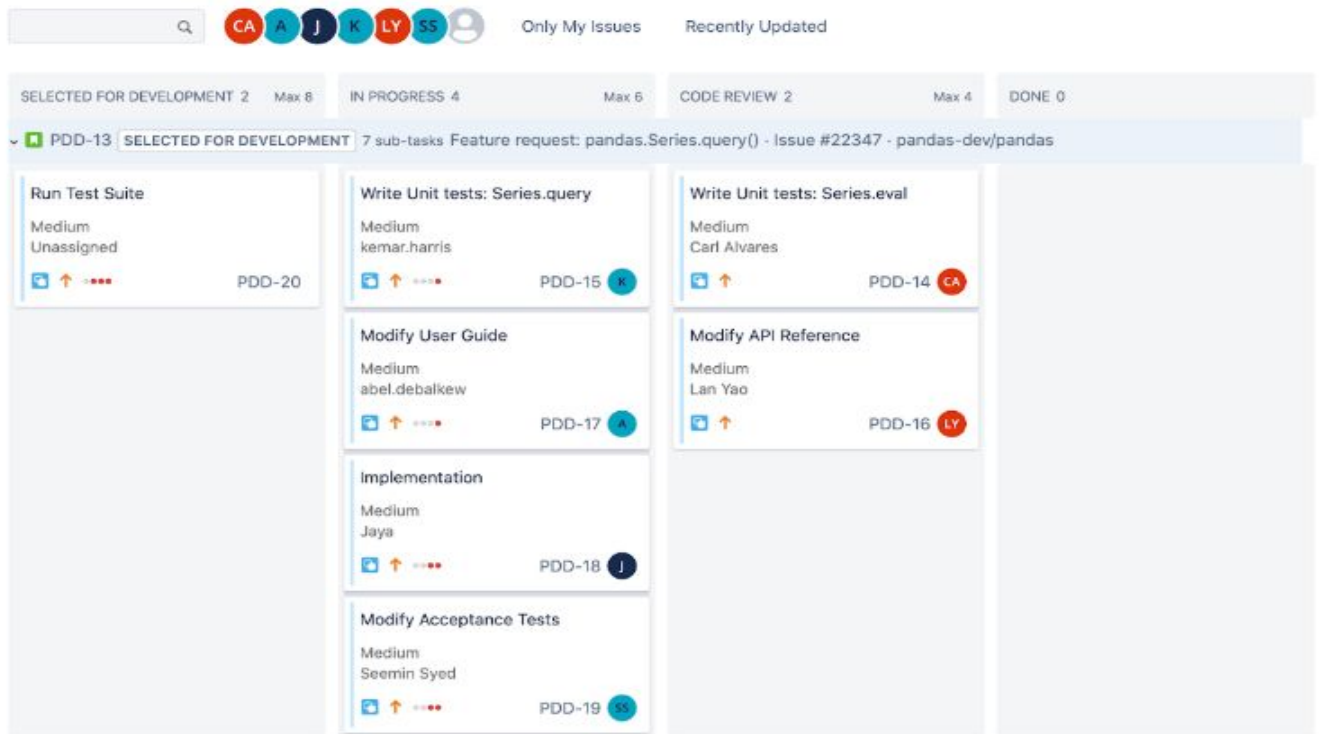 CA A J K LY SS Only My Issues Recently Updated
SELECTED FOR DEVELOPMENT 2 Max 8 IN PROGRESS 4 Max 6 CODE REVIEW 2 Max 4 DONE 0
PDD-13 SELECTED FOR DEVELOPMENT 7 sub-tasks Feature request: pandas.Series.query() - Issue #22347 - pandas-dev/pandas
Run Test Suite
Medium
Unassigned
PDD-20
Write Unit tests: Series.query
Medium
kemar.harris
PDD-15 K
Modify User Guide
Medium
abel.debalkew
PDD-17 A
Implementation
Medium
Jaya
PDD-18 J
Modify Acceptance Tests
Medium
Seemin Syed
PDD-19 SS
Write Unit tests: Series.eval
Medium
Carl Alvares
PDD-14 CA
Modify API Reference
Medium
Lan Yao
PDD-16 LY